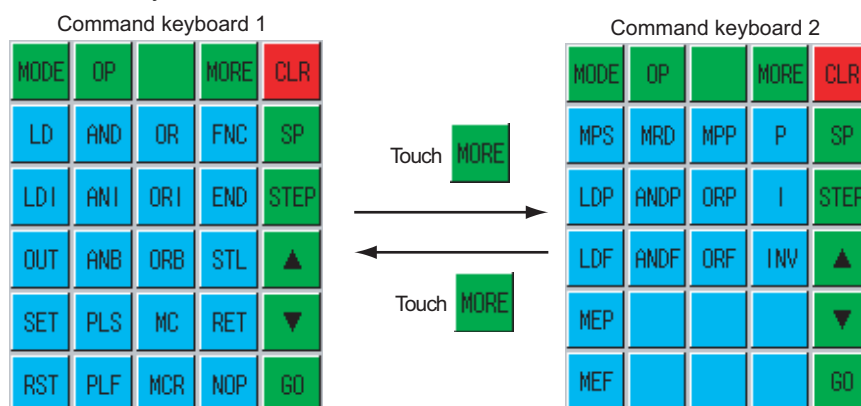 Command keyboard 1
MODE OP MORE CLR
LD AND OR FNC SP
LDI ANI ORI END STEP
OUT ANB ORB STL ▲
SET PLS MC RET ▼
RST PLF MCR NOP GO
Touch MORE
Touch MORE
Command keyboard 2
MODE OP MORE CLR
MPS MRD MPP P SP
LDP ANDP ORP I STEP
LDF ANDF ORF INV ▲
MEP ▼
MEF GO